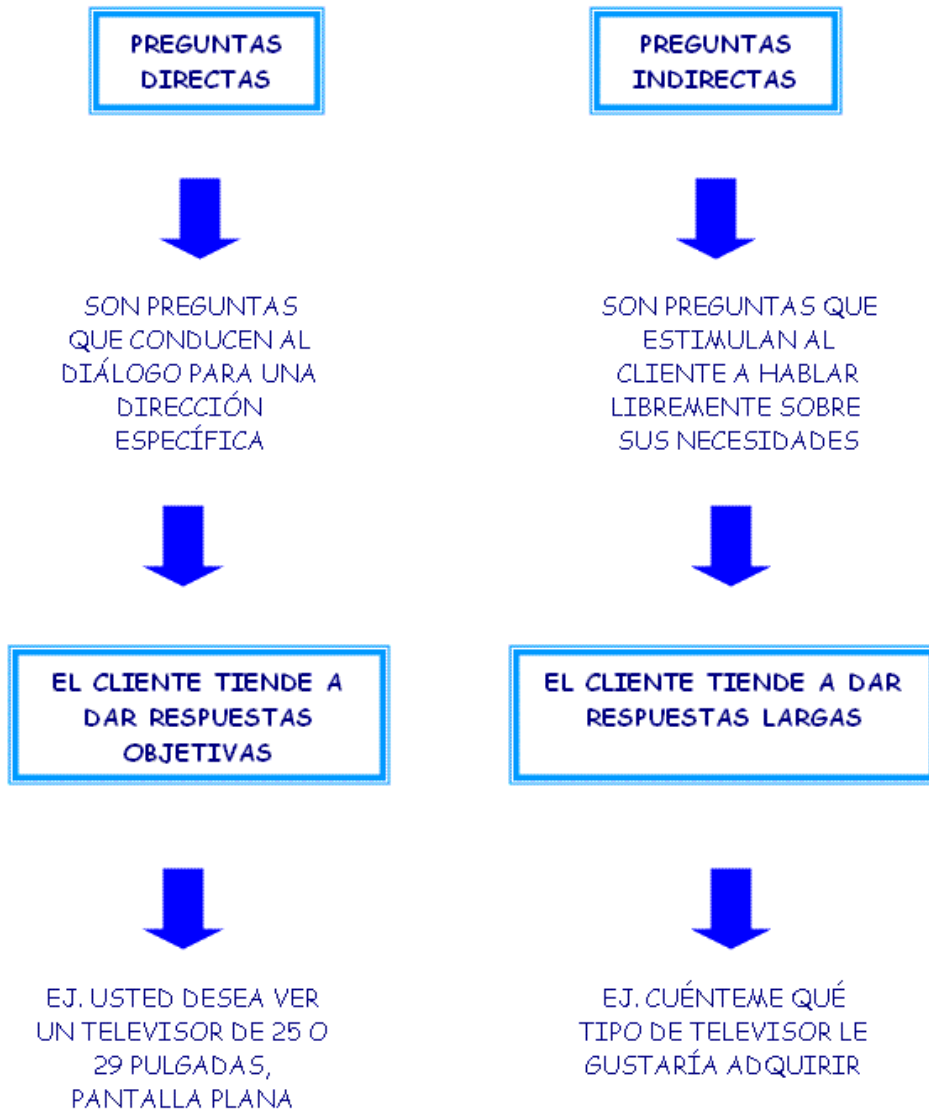 PREGUNTAS
DIRECTAS
SON PREGUNTAS
QUE CONDUCEN AL
DIÁLOGO PARA UNA
DIRECCIÓN
ESPECÍFICA
EL CLIENTE TIENDE A
DAR RESPUESTAS
OBJETIVAS
EJ. USTED DESEA VER
UN TELEVISOR DE 25 O
29 PULGADAS,
PANTALLA PLANA
PREGUNTAS
INDIRECTAS
SON PREGUNTAS QUE
ESTIMULAN AL
CLIENTE A HABLAR
LIBREMENTE SOBRE
SUS NECESIDADES
EL CLIENTE TIENDE A DAR
RESPUESTAS LARGAS
EJ. CUÉNTEME QUÉ
TIPO DE TELEVISOR LE
GUSTARÍA ADQUIRIR